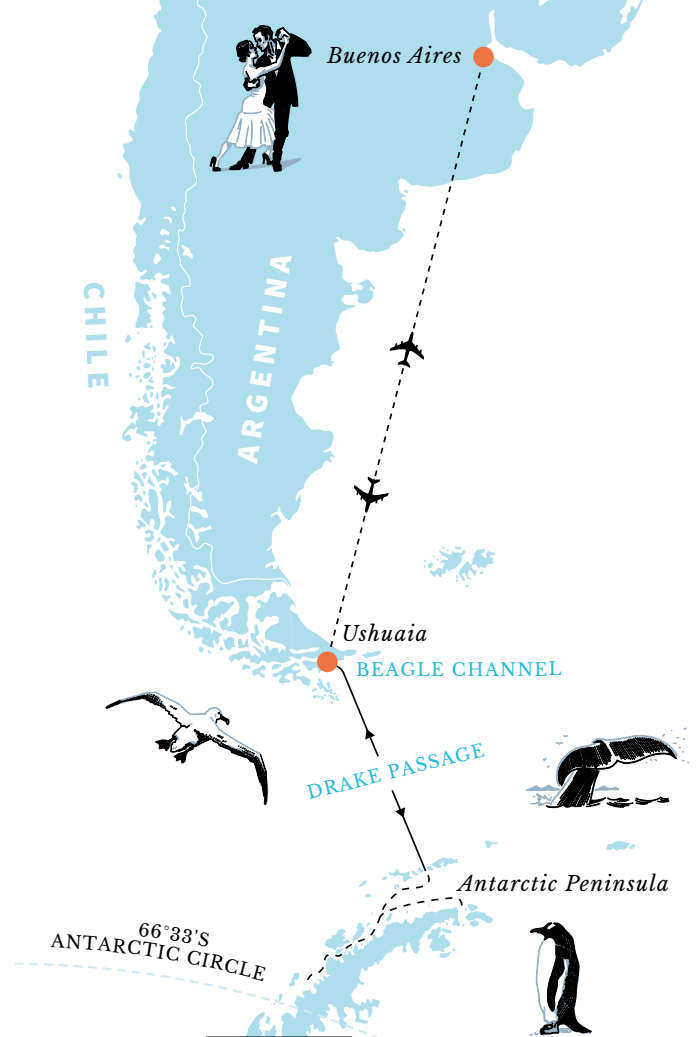 Buenos Aires
CHILE
ARGENTINA
Ushuaia
BEAGLE CHANNEL
DRAKE PASSAGE
Antarctic Peninsula
66°33'S
ANTARCTIC CIRCLE